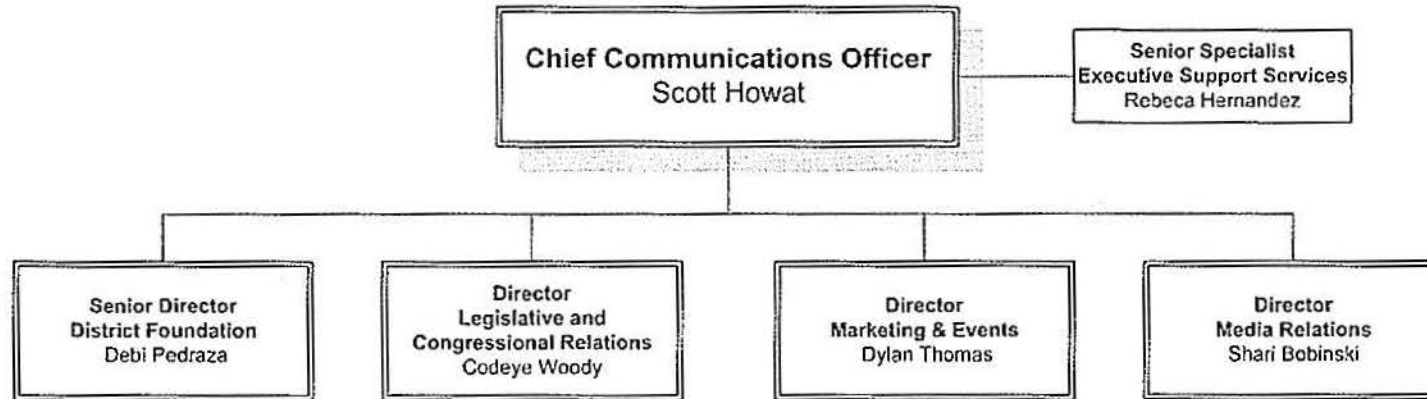 Chief Communications Officer
Scott Howat
Senior Specialist
Executive Support Services
Rebeca Hernandez
Senior Director
District Foundation
Debi Pedraza
Director
Legislative and
Congressional Relations
Codeye Woody
Director
Marketing & Events
Dylan Thomas
Director
Media Relations
Shari Bobinski